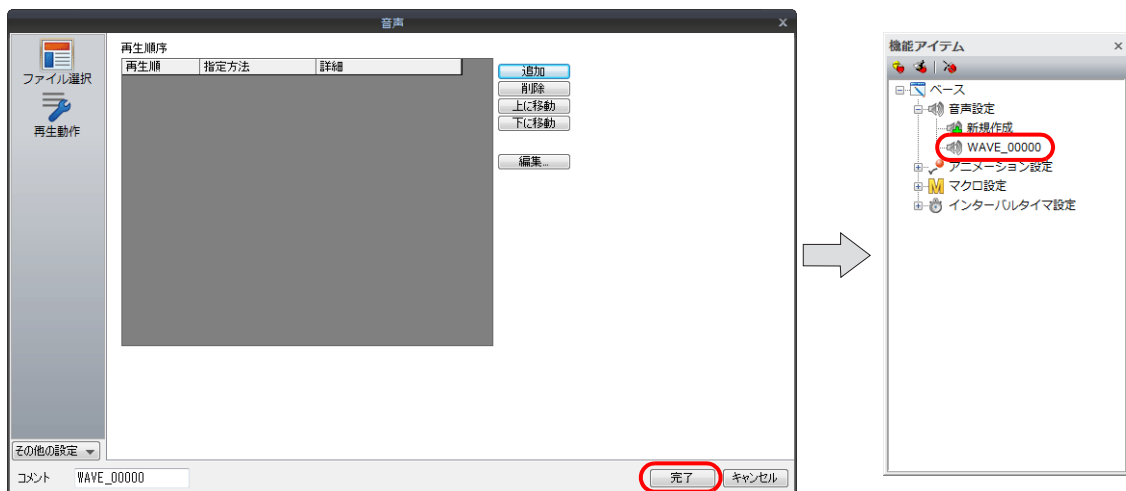 音声
ファイル選択
再生動作
再生順序
再生順 指定方法 詳細
追加
削除
上に移動
下に移動
編集...
その他の設定
コメント WAVE_00000
完了 キャンセル
機能アイテム
ベース
音声設定
新規作成
WAVE_00000
アニメーション設定
マクロ設定
インターバルタイマ設定